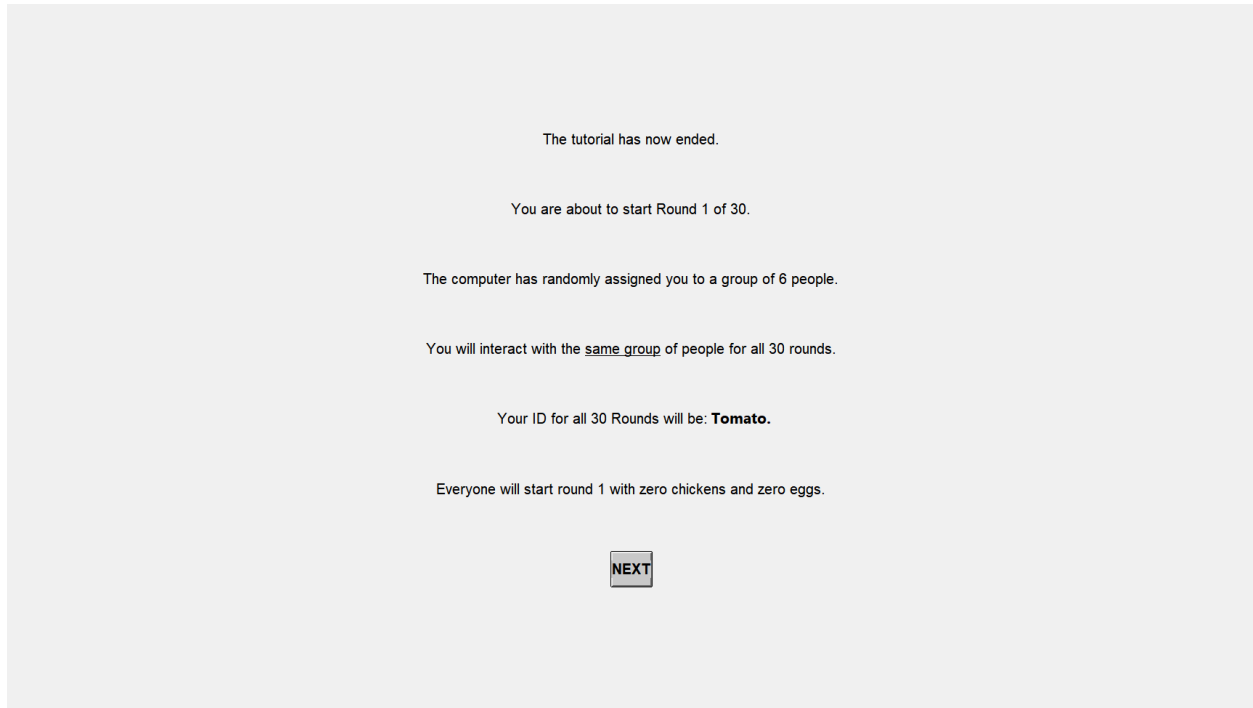 The tutorial has now ended.
You are about to start Round 1 of 30.
The computer has randomly assigned you to a group of 6 people.
You will interact with the same group of people for all 30 rounds.
Your ID for all 30 Rounds will be: Tomato.
Everyone will start round 1 with zero chickens and zero eggs.
NEXT